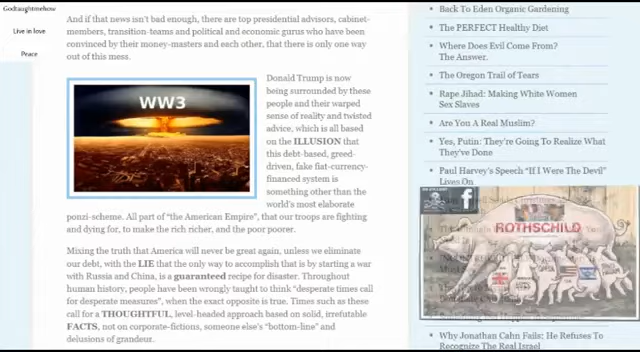 Godtaughtmehow
Live in love
Peace
And if that news isn't bad enough, there are top presidential advisors, cabinet-
members, transition-teams and political and economic gurus who have been
convinced by their money-masters and each other, that there is only one way
out of this mess.
WW3
Donald Trump is now
being surrounded by these
people and their warped
sense of reality and twisted
advice, which is all based
on the ILLUSION that
this debt-based, greed-
driven, fake fiat-currency-
financed system is
something other than the
world's most elaborate
ponzi-scheme. All part of "the American Empire", that our troops are fighting
and dying for, to make the rich richer, and the poor poorer.
Mixing the truth that America will never be great again, unless we eliminate
our debt, with the LIE that the only way to accomplish that is by starting a war
with Russia and China, is a guaranteed recipe for disaster. Throughout
human history, people have been wrongly taught to think "desperate times call
for desperate measures", when the exact opposite is true. Times such as these
call for a THOUGHTFUL, level-headed approach based on solid, irrefutable
FACTS, not on corporate-fictions, someone else's "bottom-line" and
delusions of grandeur.
Back To Eden Organic Gardening
The PERFECT Healthy Diet
Where Does Evil Come From?
The Answer.
The Oregon Trail of Tears
Rape Jihad: Making White Women
Sex Slaves
Are You A Real Muslim?
Yes, Putin: They're Going To Realize What
They've Done
Paul Harvey's Speech "If I Were The Devil"
Lives On
f
ROTHSCHILD
Why Jonathan Cahn Fails: He Refuses To
Recognize The Real Israel